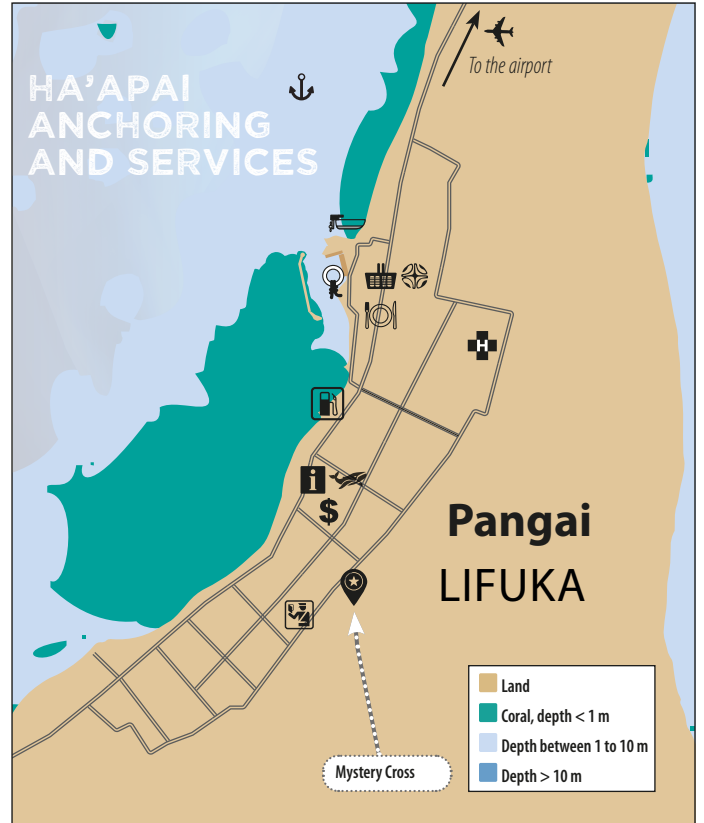 To the airport
HA'APAI
ANCHORING
AND SERVICES
H
i
$
Pangai
LIFUKA
Land
Coral, depth < 1 m
Depth between 1 to 10 m
Depth > 10 m
Mystery Cross